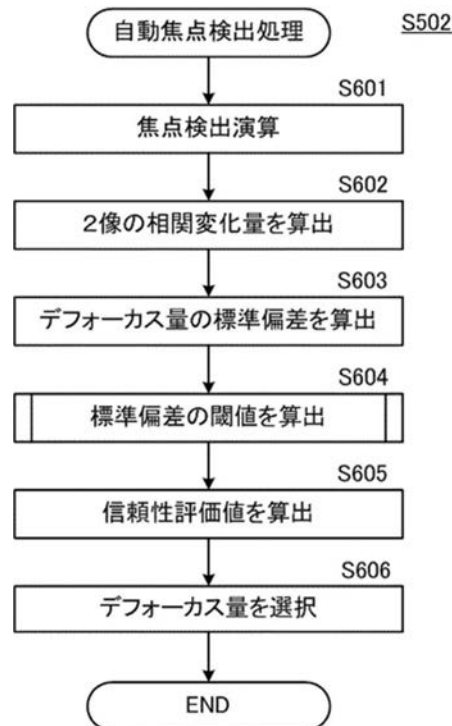 自動焦点検出処理
S502
S601
焦点検出演算
S602
2像の相関変化量を算出
S603
デフォーカス量の標準偏差を算出
S604
標準偏差の閾値を算出
S605
信頼性評価値を算出
S606
デフォーカス量を選択
END